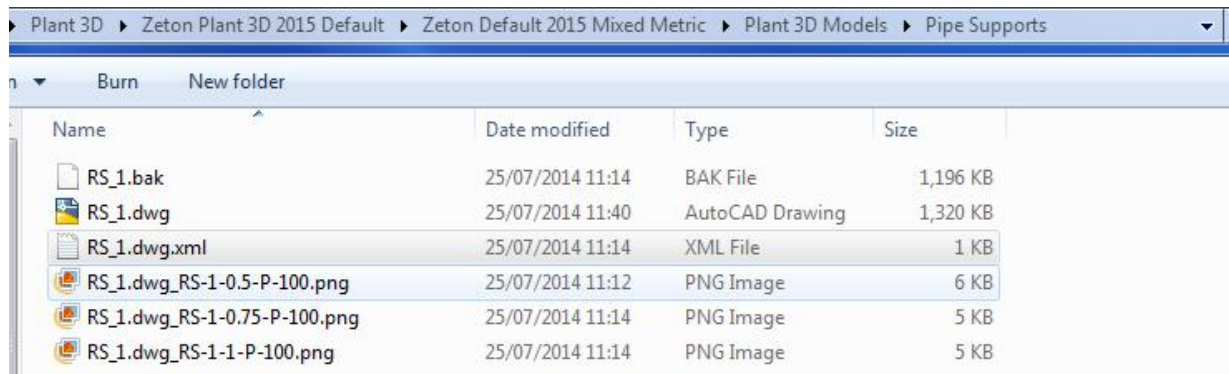 Plant 3D Zeton Plant 3D 2015 Default Zeton Default 2015 Mixed Metric Plant 3D Models Pipe Supports
Burn New folder
Name Date modified Type Size
RS_1.bak 25/07/2014 11:14 BAK File 1,196 KB
RS_1.dwg 25/07/2014 11:40 AutoCAD Drawing 1,320 KB
RS_1.dwg.xml 25/07/2014 11:14 XML File 1 KB
RS_1.dwg_RS-1-0.5-P-100.png 25/07/2014 11:12 PNG Image 6 KB
RS_1.dwg_RS-1-0.75-P-100.png 25/07/2014 11:14 PNG Image 5 KB
RS_1.dwg_RS-1-1-P-100.png 25/07/2014 11:14 PNG Image 5 KB